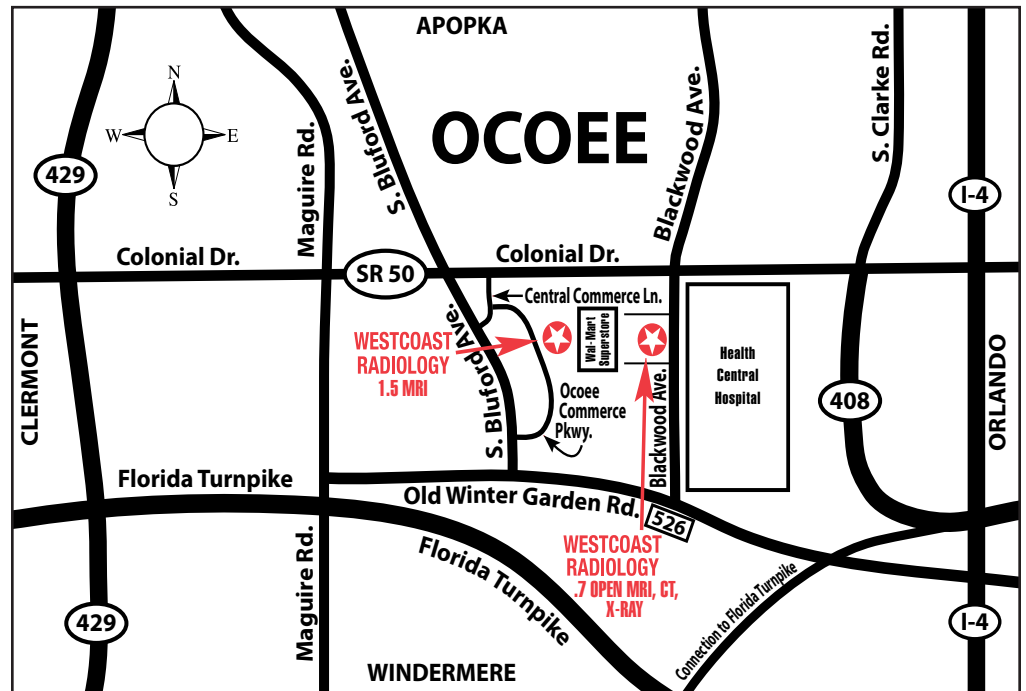 APOPKA
OCOEE
N
W
E
S
429
Maguire Rd.
S. Bluford Ave.
Blackwood Ave.
S. Clarke Rd.
I-4
Colonial Dr.
SR 50
Colonial Dr.
Central Commerce Ln.
WESTCOAST
RADIOLOGY
1.5 MRI
Wal-Mart
Superstore
Health
Central
Hospital
CLERMONT
S. Bluford Ave.
Ocoee
Commerce
Pkwy.
Blackwood Ave.
408
ORLANDO
Florida Turnpike
Old Winter Garden Rd.
526
WESTCOAST
RADIOLOGY
.7 OPEN MRI, CT,
X-RAY
Florida Turnpike
Connection to Florida Turnpike
429
Maguire Rd.
I-4
WINDERMERE